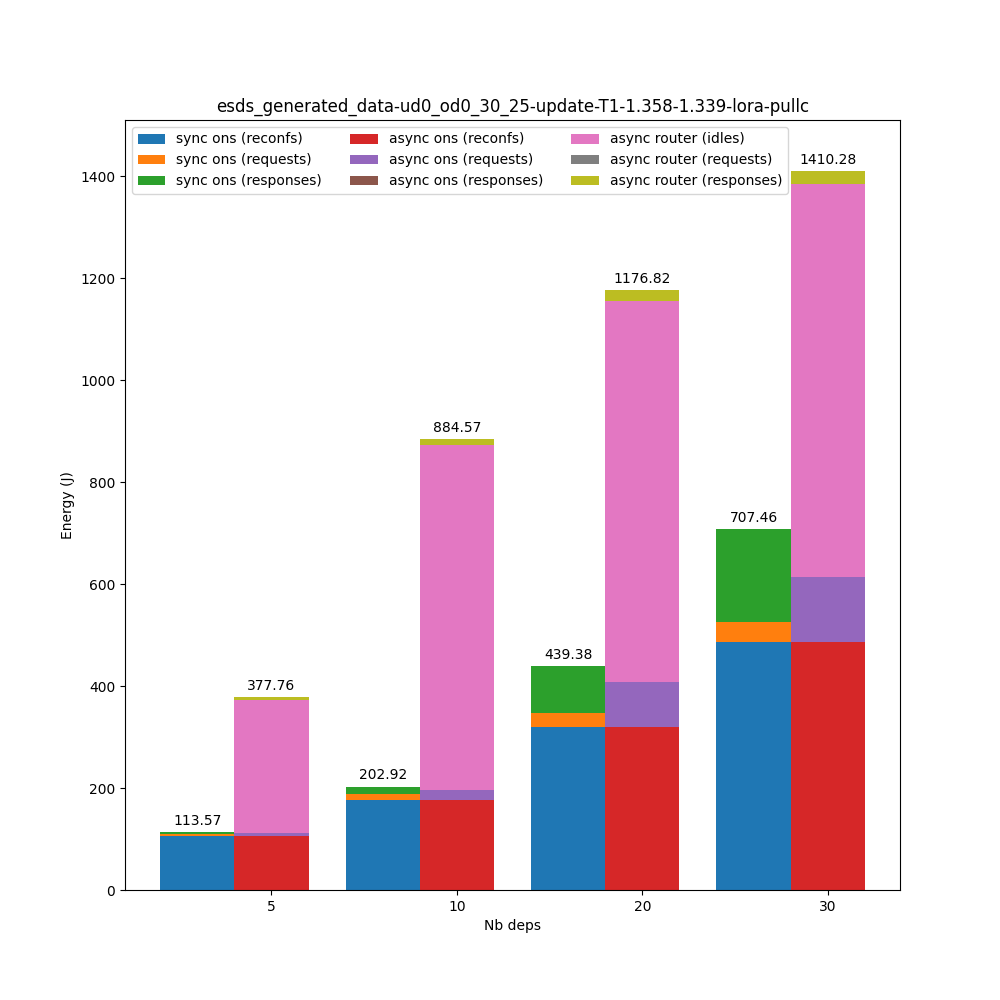 esds_generated_data-ud0_od0_30_25-update-T1-1.358-1.339-lora-pullc
sync ons (reconfs)
sync ons (requests)
sync ons (responses)
async ons (reconfs)
async ons (requests)
async ons (responses)
async router (idles)
async router (requests)
async router (responses)
1410.28
1176.82
884.57
707.46
439.38
377.76
202.92
113.57
Energy (J)
1400
1200
1000
800
600
400
200
0
5
10
20
30
Nb deps